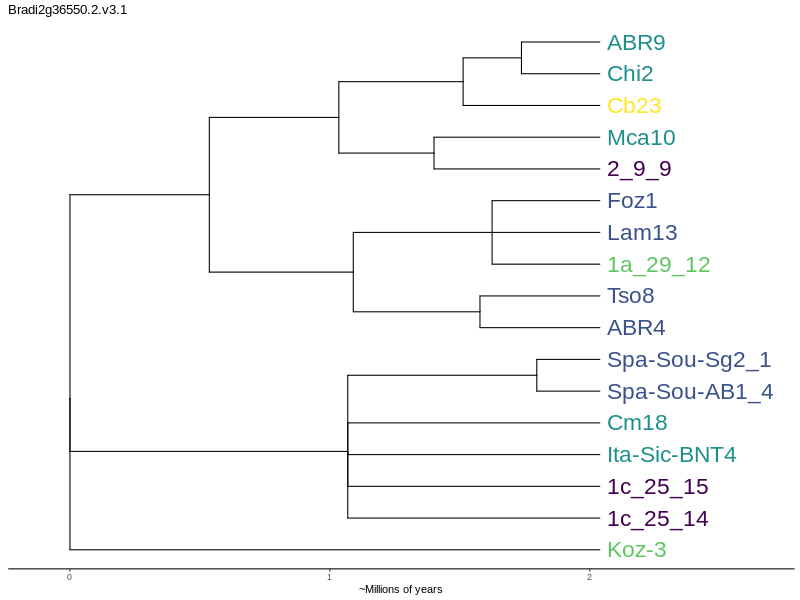 Bradi2g36550.2.v3.1
ABR9
Chi2
Cb23
Mca10
2_9_9
Foz1
Lam13
1a_29_12
Tso8
ABR4
Spa-Sou-Sg2_1
Spa-Sou-AB1_4
Cm18
Ita-Sic-BNT4
1c_25_15
1c_25_14
Koz-3
0 1 2
~Millions of years